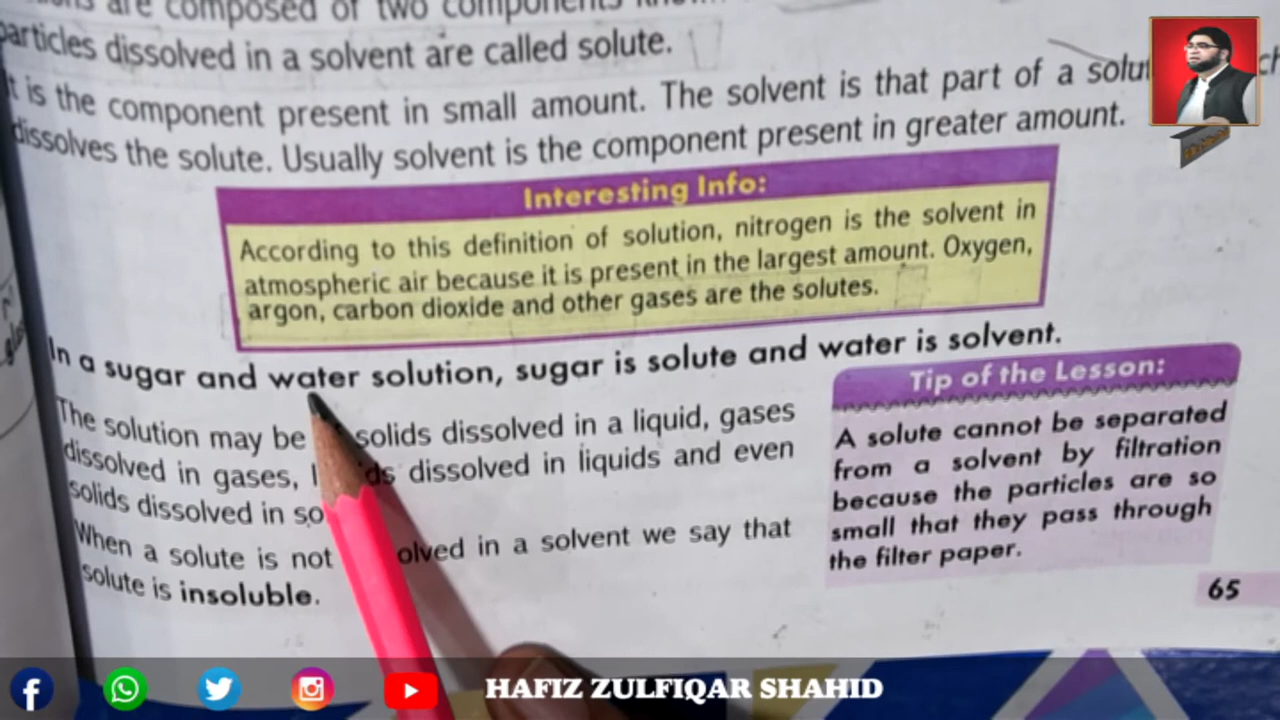 are composed of two components
particles dissolved in a solvent are called solute.
It is the component present in small amount. The solvent is that part of a
dissolves the solute. Usually solvent is the component present in greater amount.
Interesting Info:
According to this definition of solution, nitrogen is the solvent in
atmospheric air because it is present in the largest amount. Oxygen,
argon, carbon dioxide and other gases are the solutes.
In a sugar and water solution, sugar is solute and water is solvent.
The solution may be solids dissolved in a liquid, gases
dissolved in gases, dissolved in liquids and even
solids dissolved in
When a solute is not in a solvent we say that
solute is insoluble.
Tip of the Lesson:
A solute cannot be separated
from a solvent by filtration
because the particles are so
small that they pass through
the filter paper.
65
HAFIZ ZULFIQAR SHAHID